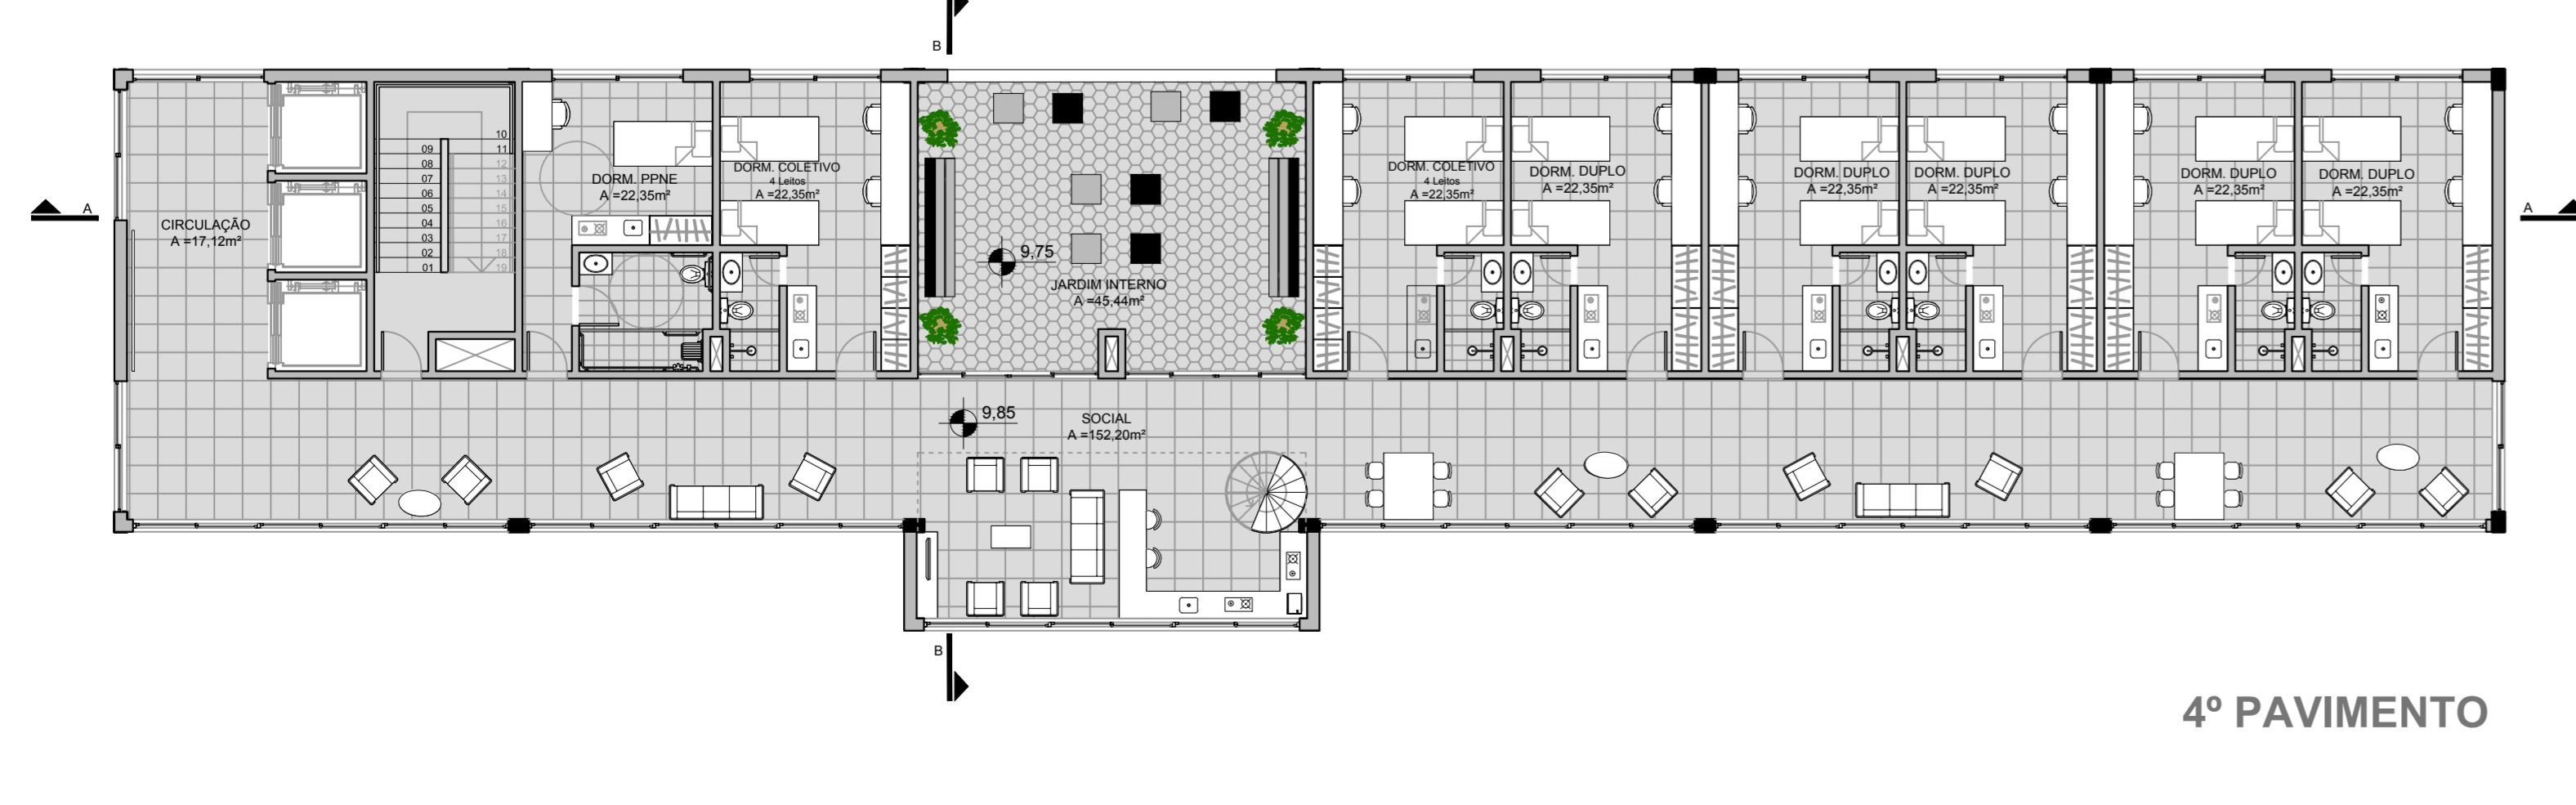 B
A
CIRCULAÇÃO
A =17,12m²
10
09
11
08
12
07
13
06
14
05
15
04
16
03
17
02
18
01
19
DORM. PPNE
A =22,35m²
DORM. COLETIVO
4 Leitos
A =22,35m²
9,75
JARDIM INTERNO
A =45,44m²
DORM. COLETIVO
4 Leitos
A =22,35m²
DORM. DUPLO
A =22,35m²
DORM. DUPLO
A =22,35m²
DORM. DUPLO
A =22,35m²
DORM. DUPLO
A =22,35m²
DORM. DUPLO
A =22,35m²
A
9,85
SOCIAL
A =152,20m²
B
4º PAVIMENTO